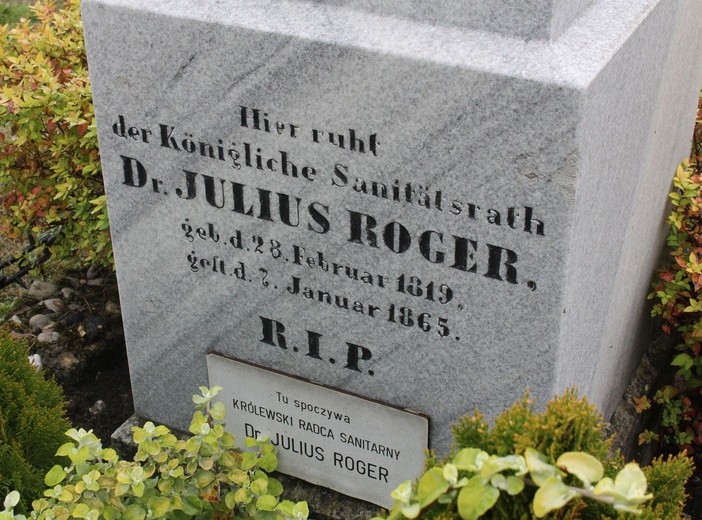 Hier ruht
der Königliche Sanitätsrath
Dr. JULIUS ROGER,
geb. d. 28. Februar 1819,
gest. d. 7. Januar 1865.
R. I. P.
Tu spoczywa
KRÓLEWSKI RADCA SANITARNY
Dr. JULIUS ROGER